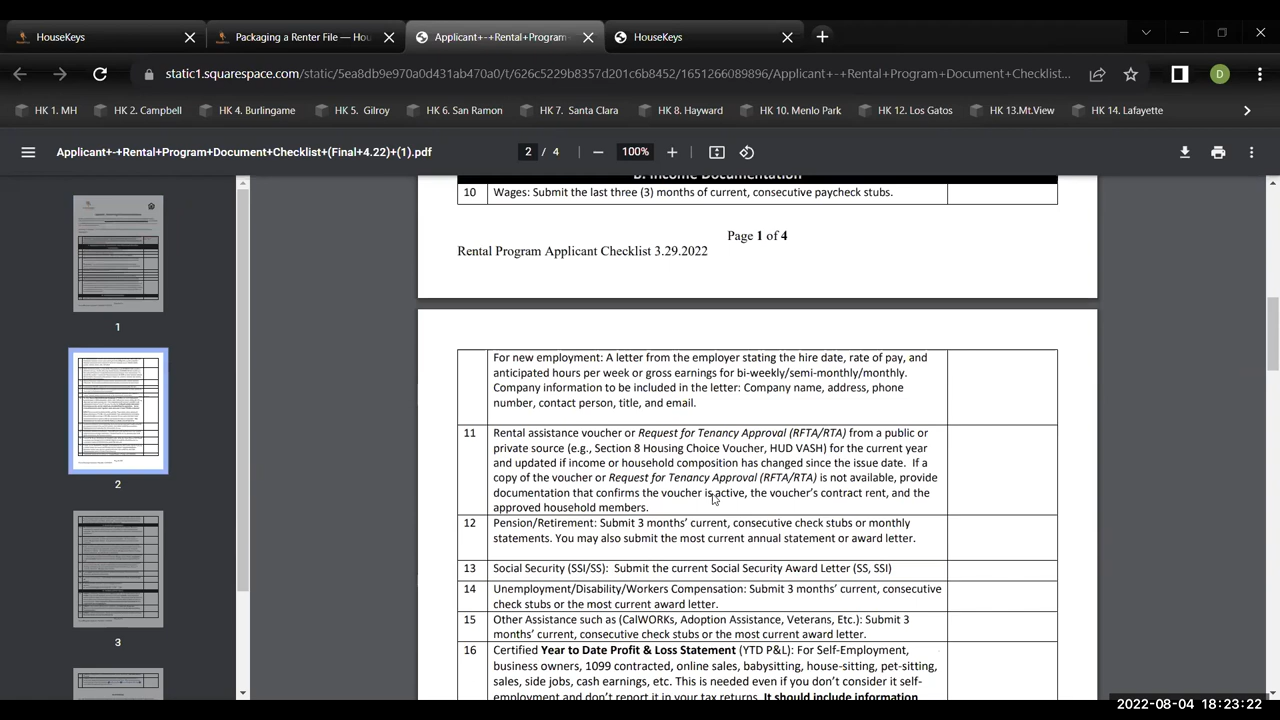 HouseKeys
Packaging a Renter File — Hou
Applicant+-+Rental+Program
HouseKeys
static1.squarespace.com/static/5ea8db9e970a0d431ab470a0/t/626c5229b8357d201c6b8452/1651266089896/Applicant+-+Rental+Program+Document+Checklist...
D
HK 1. MH
HK 2. Campbell
HK 4. Burlingame
HK 5. Gilroy
HK 6. San Ramon
HK 7. Santa Clara
HK 8. Hayward
HK 10. Menlo Park
HK 12. Los Gatos
HK 13.Mt.View
HK 14. Lafayette
Applicant+-+Rental+Program+Document+Checklist+(Final+4.22)+(1).pdf
2 / 4
100%
1
2
3
B. Income Documentation
10 Wages: Submit the last three (3) months of current, consecutive paycheck stubs.
Page 1 of 4
Rental Program Applicant Checklist 3.29.2022
For new employment: A letter from the employer stating the hire date, rate of pay, and
anticipated hours per week or gross earnings for bi-weekly/semi-monthly/monthly.
Company information to be included in the letter: Company name, address, phone
number, contact person, title, and email.
11 Rental assistance voucher or Request for Tenancy Approval (RFTA/RTA) from a public or
private source (e.g., Section 8 Housing Choice Voucher, HUD VASH) for the current year
and updated if income or household composition has changed since the issue date. If a
copy of the voucher or Request for Tenancy Approval (RFTA/RTA) is not available, provide
documentation that confirms the voucher is active, the voucher's contract rent, and the
approved household members.
12 Pension/Retirement: Submit 3 months' current, consecutive check stubs or monthly
statements. You may also submit the most current annual statement or award letter.
13 Social Security (SSI/SS): Submit the current Social Security Award Letter (SS, SSI)
14 Unemployment/Disability/Workers Compensation: Submit 3 months' current, consecutive
check stubs or the most current award letter.
15 Other Assistance such as (CalWORKs, Adoption Assistance, Veterans, Etc.): Submit 3
months' current, consecutive check stubs or the most current award letter.
16 Certified Year to Date Profit & Loss Statement (YTD P&L): For Self-Employment,
business owners, 1099 contracted, online sales, babysitting, house-sitting, pet-sitting,
sales, side jobs, cash earnings, etc. This is needed even if you don't consider it self-
employment and don't report it in your tax returns. It should include information
2022-08-04 18:23:22